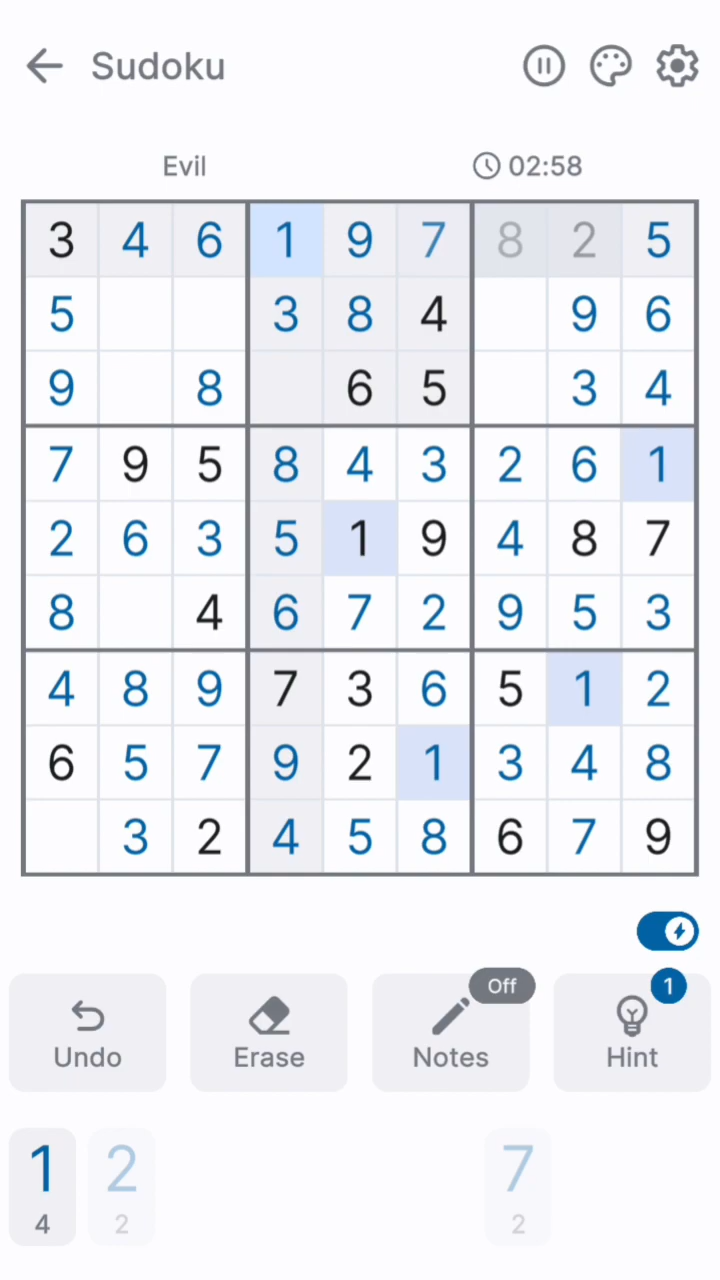 Sudoku
Evil 02:58
3 4 6 1 9 7 8 2 5
5 3 8 4 9 6
9 8 6 5 3 4
7 9 5 8 4 3 2 6 1
2 6 3 5 1 9 4 8 7
8 4 6 7 2 9 5 3
4 8 9 7 3 6 5 1 2
6 5 7 9 2 1 3 4 8
3 2 4 5 8 6 7 9
Off 1
Undo Erase Notes Hint
1 2 7
4 2 2